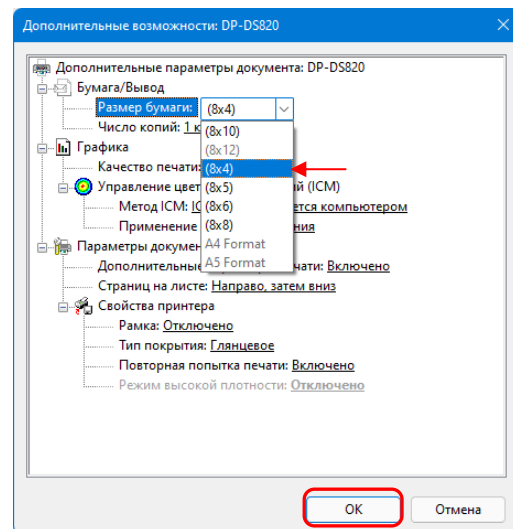 Дополнительные возможности: DP-DS820
Дополнительные параметры документа: DP-DS820
Бумага/Вывод
Размер бумаги: (8x4)
Число копий: 1 к
(8x10)
Графика
(8x12)
Качество печати:
(8x4)
Управление цвет
(8x5)
й (ICM)
Метод ICM:
(8x6)
ется компьютером
Применение
(8x8)
ния
Параметры докумен
A4 Format
Дополнительные
A5 Format
чати: Включено
Страниц на листе: Направо, затем вниз
Свойства принтера
Рамка: Отключено
Тип покрытия: Глянцевое
Повторная попытка печати: Включено
Режим высокой плотности: Отключено
OK
Отмена